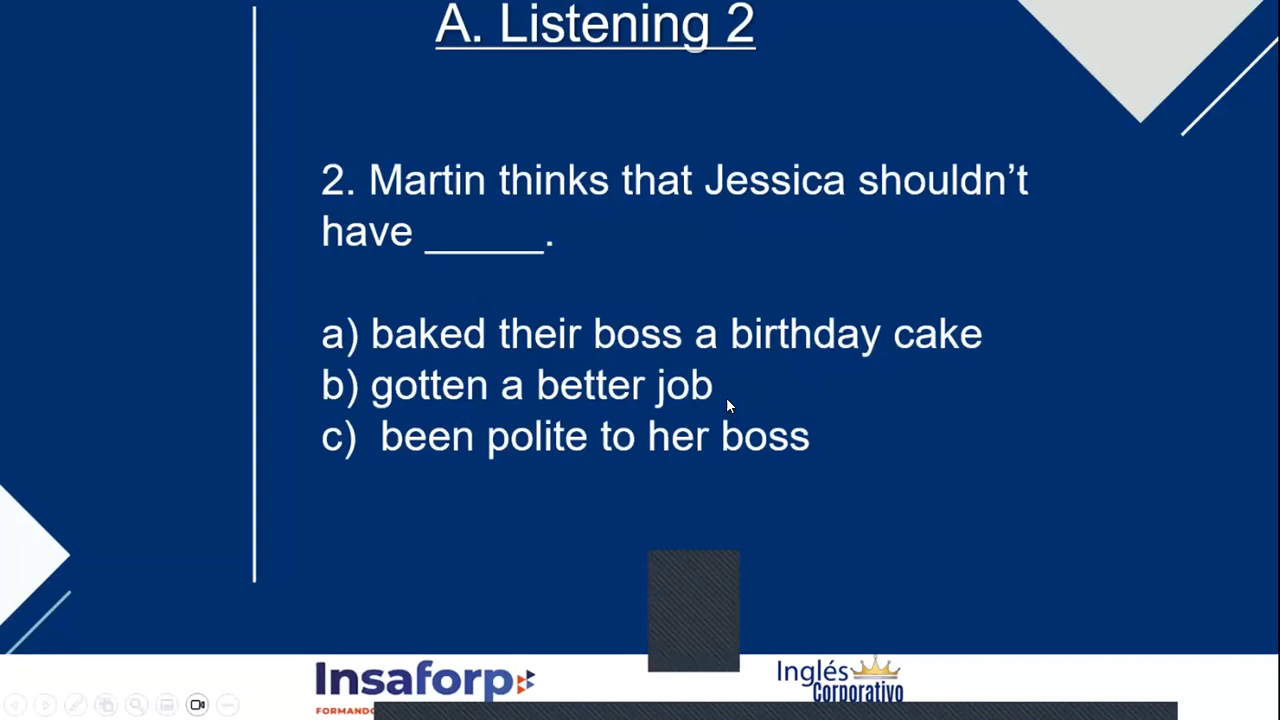 A. Listening 2
2. Martin thinks that Jessica shouldn’t
have _____.
a) baked their boss a birthday cake
b) gotten a better job
c) been polite to her boss
Insaforp
Inglés
Corporativo